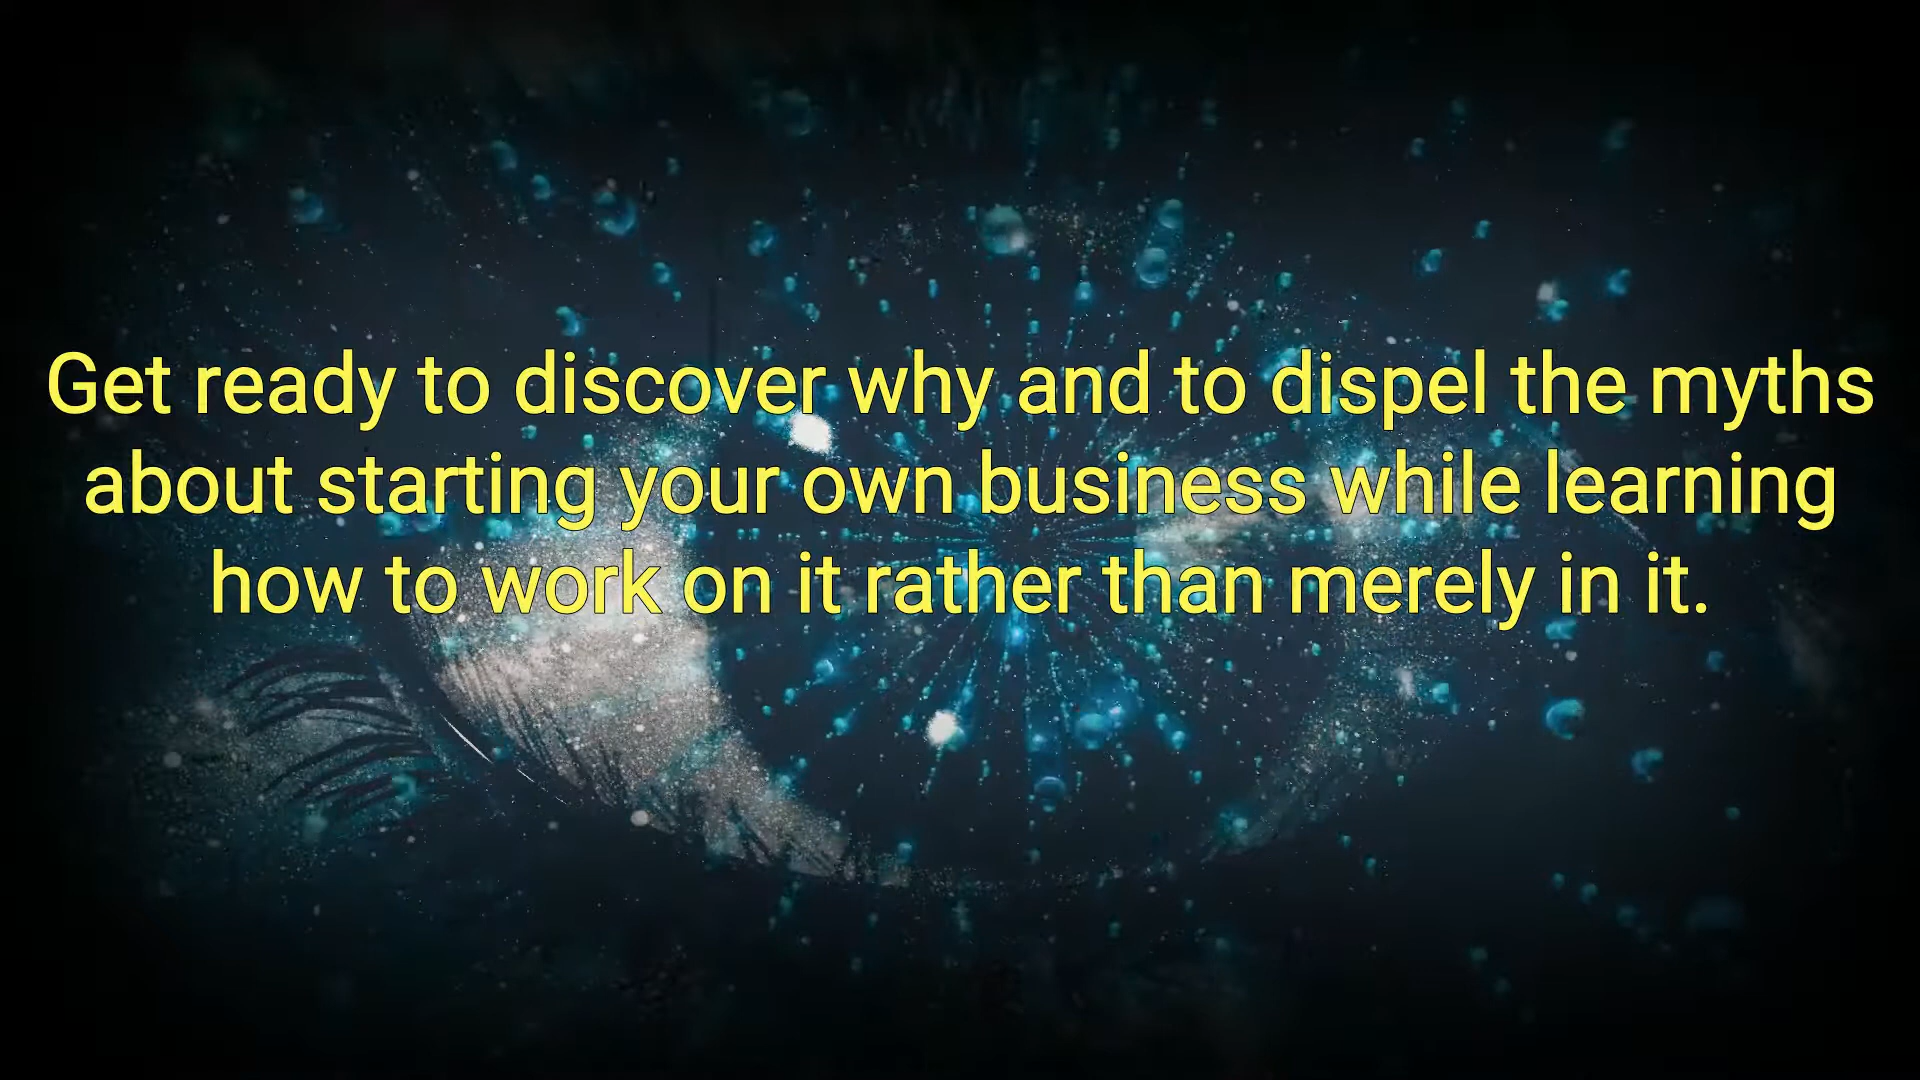 Get ready to discover why and to dispel the myths
about starting your own business while learning
how to work on it rather than merely in it.